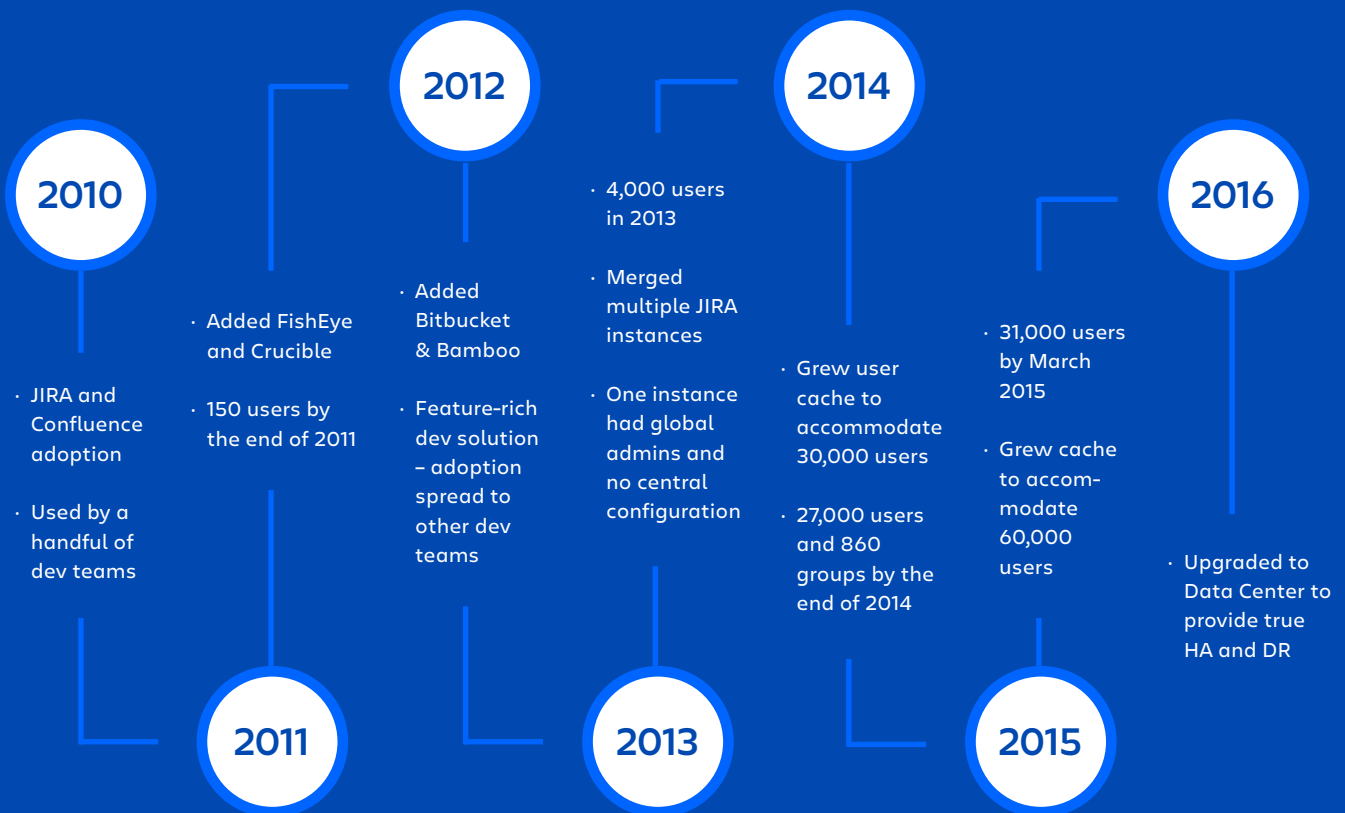 2010
· JIRA and
Confluence
adoption
· Used by a
handful of
dev teams
2011
· Added FishEye
and Crucible
· 150 users by
the end of 2011
2012
· Added
Bitbucket
& Bamboo
· Feature-rich
dev solution
– adoption
spread to
other dev
teams
2013
· 4,000 users
in 2013
· Merged
multiple JIRA
instances
· One instance
had global
admins and
no central
configuration
2014
· Grew user
cache to
accommodate
30,000 users
· 27,000 users
and 860
groups by the
end of 2014
2015
· 31,000 users
by March
2015
· Grew cache
to accom-
modate
60,000
users
2016
· Upgraded to
Data Center to
provide true
HA and DR